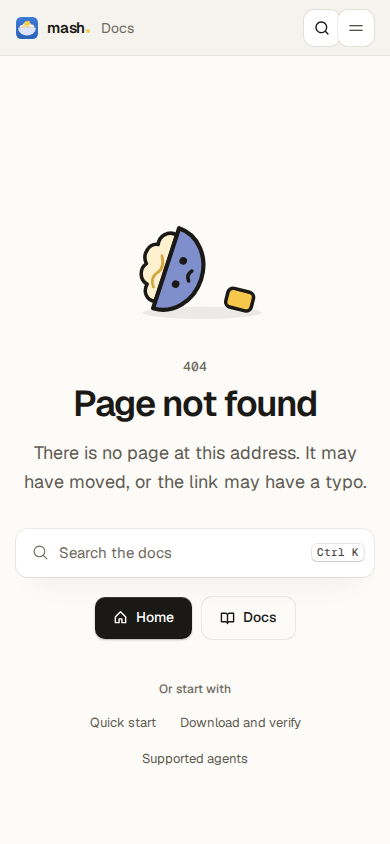 mash. Docs
404
Page not found
There is no page at this address. It may
have moved, or the link may have a typo.
Search the docs Ctrl K
Home Docs
Or start with
Quick start Download and verify
Supported agents